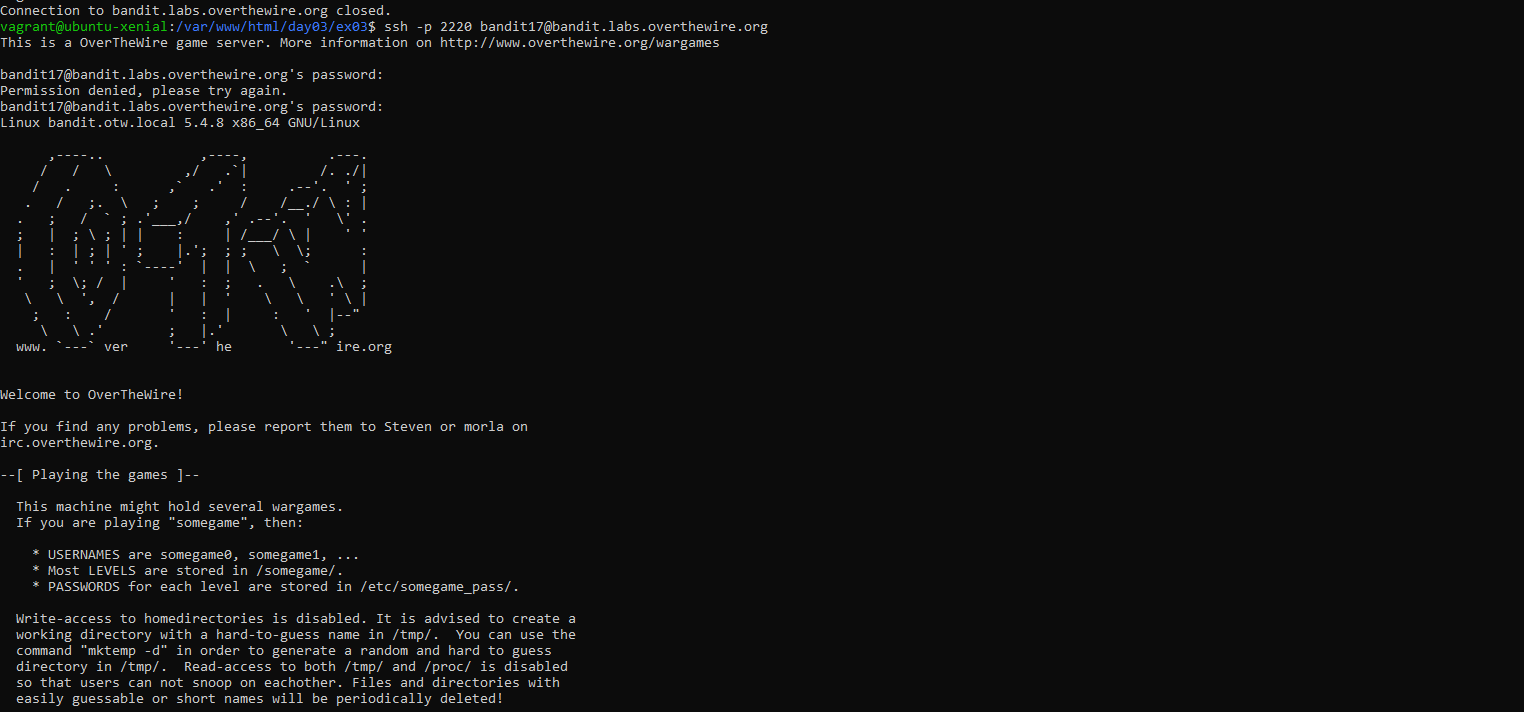 Connection to bandit.labs.overthewire.org closed.
vagrant@ubuntu-xenial:/var/www/html/day03/ex03$ ssh -p 2220 bandit17@bandit.labs.overthewire.org
This is a OverTheWire game server. More information on http://www.overthewire.org/wargames

bandit17@bandit.labs.overthewire.org's password:
Permission denied, please try again.
bandit17@bandit.labs.overthewire.org's password:
Linux bandit.otw.local 5.4.8 x86_64 GNU/Linux

      ,----..            ,----,          .---.
     /   /   \         ,/   .`|         /. ./|
    /   .     :      ,`   .'  :     .--'.  ' ;
   .   /   ;.  \   ;    ;     /    /__./ \ : |
  .   ;   /  ` ; .'___,/    ,' .--'.  '   \' .
  ;   |  ; \ ; | |    :     | /___/ \ |    ' '
  |   :  | ; | ' ;    |.';  ; ;   \  \;      :
  .   |  ' ' ' : `----'  |  |  \   ;  `      |
  '   ;  \; /  |     '   :  ;   .   \    .\  ;
   \   \  ',  /      |   |  '    \   \   ' \ |
    ;   :    /       '   :  |     :   '  |--"
     \   \ .'        ;   |.'       \   \ ;
  www. `---` ver     '---' he       '---" ire.org

Welcome to OverTheWire!

If you find any problems, please report them to Steven or morla on
irc.overthewire.org.

--[ Playing the games ]--

  This machine might hold several wargames.
  If you are playing "somegame", then:

    * USERNAMES are somegame0, somegame1, ...
    * Most LEVELS are stored in /somegame/.
    * PASSWORDS for each level are stored in /etc/somegame_pass/.

  Write-access to homedirectories is disabled. It is advised to create a
  working directory with a hard-to-guess name in /tmp/.  You can use the
  command "mktemp -d" in order to generate a random and hard to guess
  directory in /tmp/.  Read-access to both /tmp/ and /proc/ is disabled
  so that users can not snoop on eachother. Files and directories with
  easily guessable or short names will be periodically deleted!